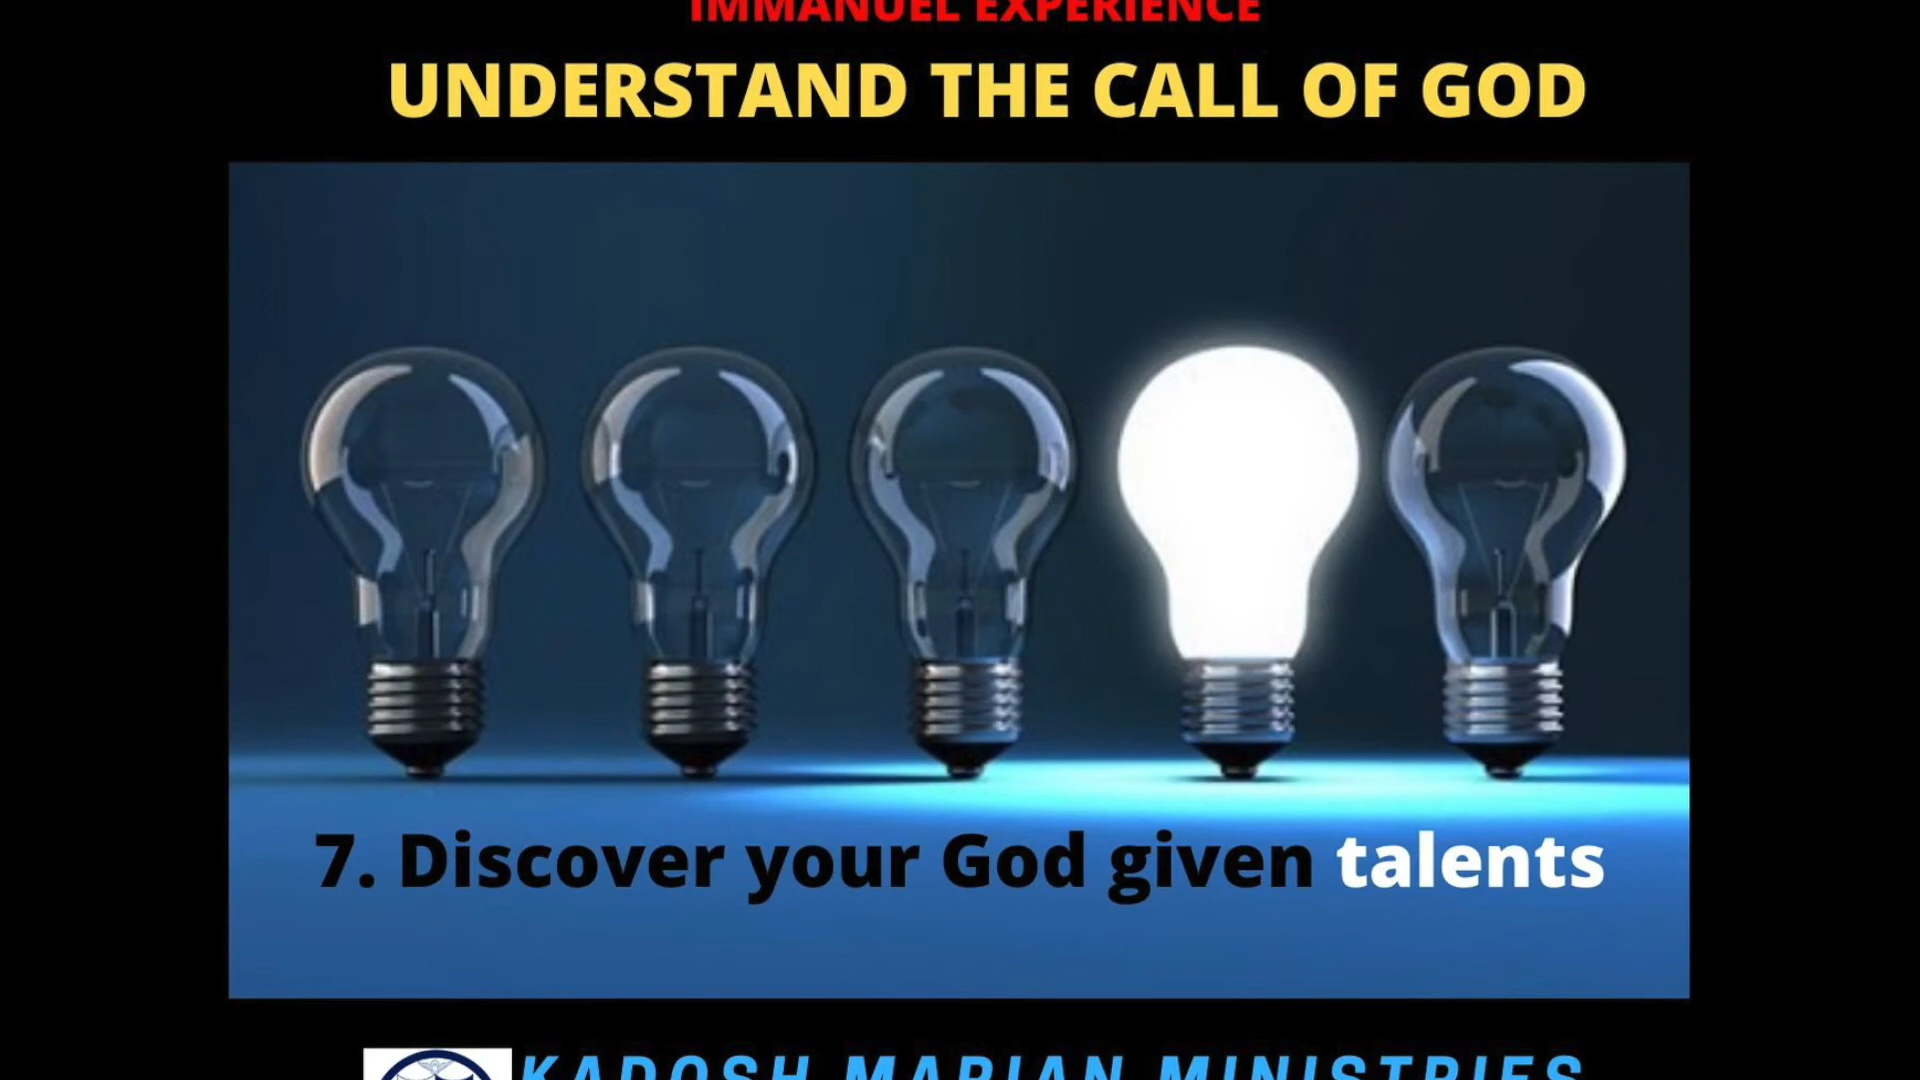 IMMANUEL EXPERIENCE
UNDERSTAND THE CALL OF GOD
7. Discover your God given talents
KADOSH MARIAN MINISTRIES